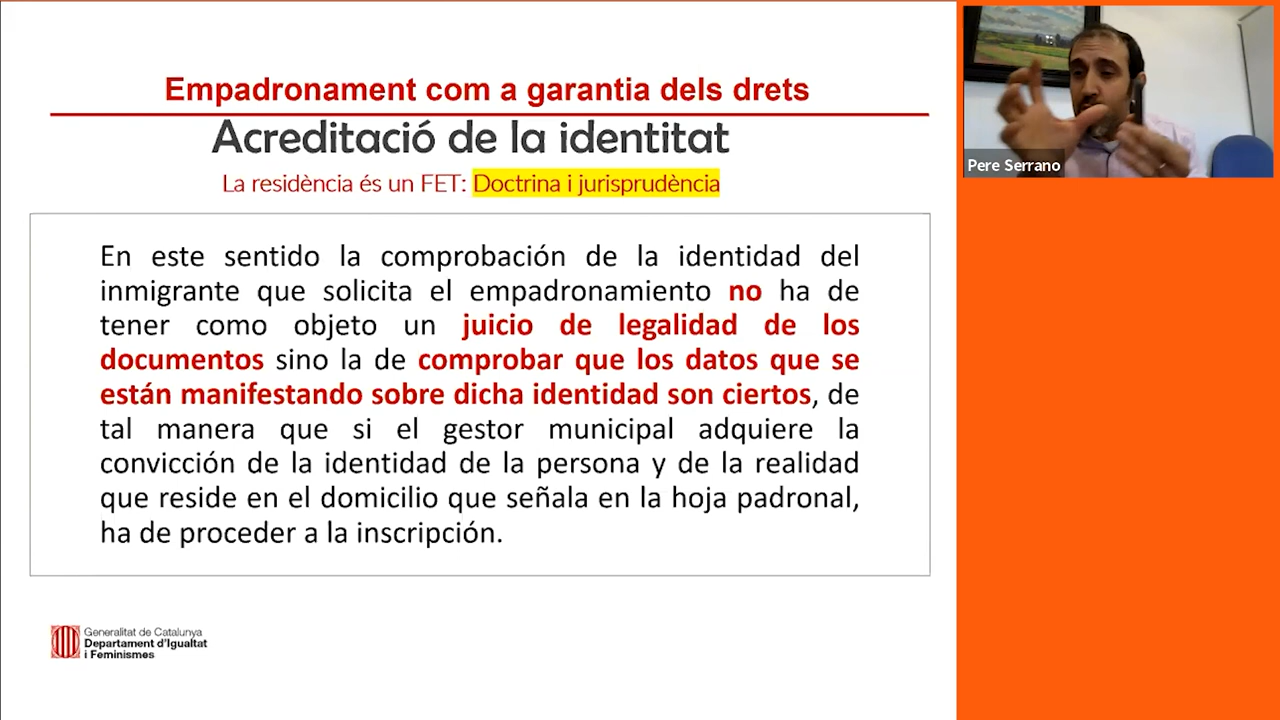 Empadronament com a garantia dels drets
Acreditació de la identitat
La residència és un FET: Doctrina i jurisprudència
En este sentido la comprobación de la identidad del
inmigrante que solicita el empadronamiento no ha de
tener como objeto un juicio de legalidad de los
documentos sino la de comprobar que los datos que se
están manifestando sobre dicha identidad son ciertos, de
tal manera que si el gestor municipal adquiere la
convicción de la identidad de la persona y de la realidad
que reside en el domicilio que señala en la hoja padronal,
ha de proceder a la inscripción.
Generalitat de Catalunya
Departament d'Igualtat
i Feminismes
Pere Serrano